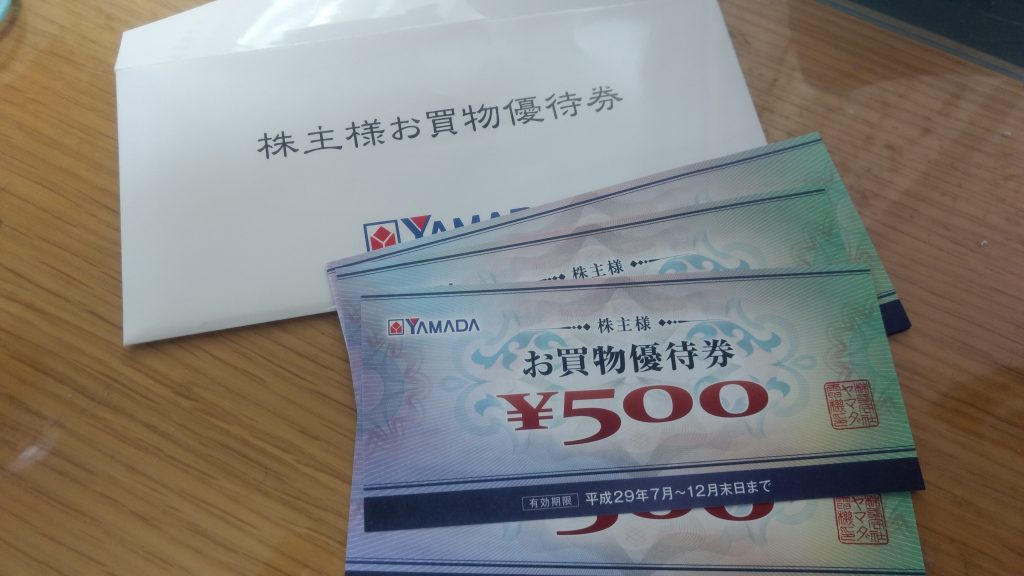 株主様お買物優待券
YAMADA
株主様
YAMADA
株主様
お買物優待券
¥500
有効期限 平成29年7月～12月末日まで
500